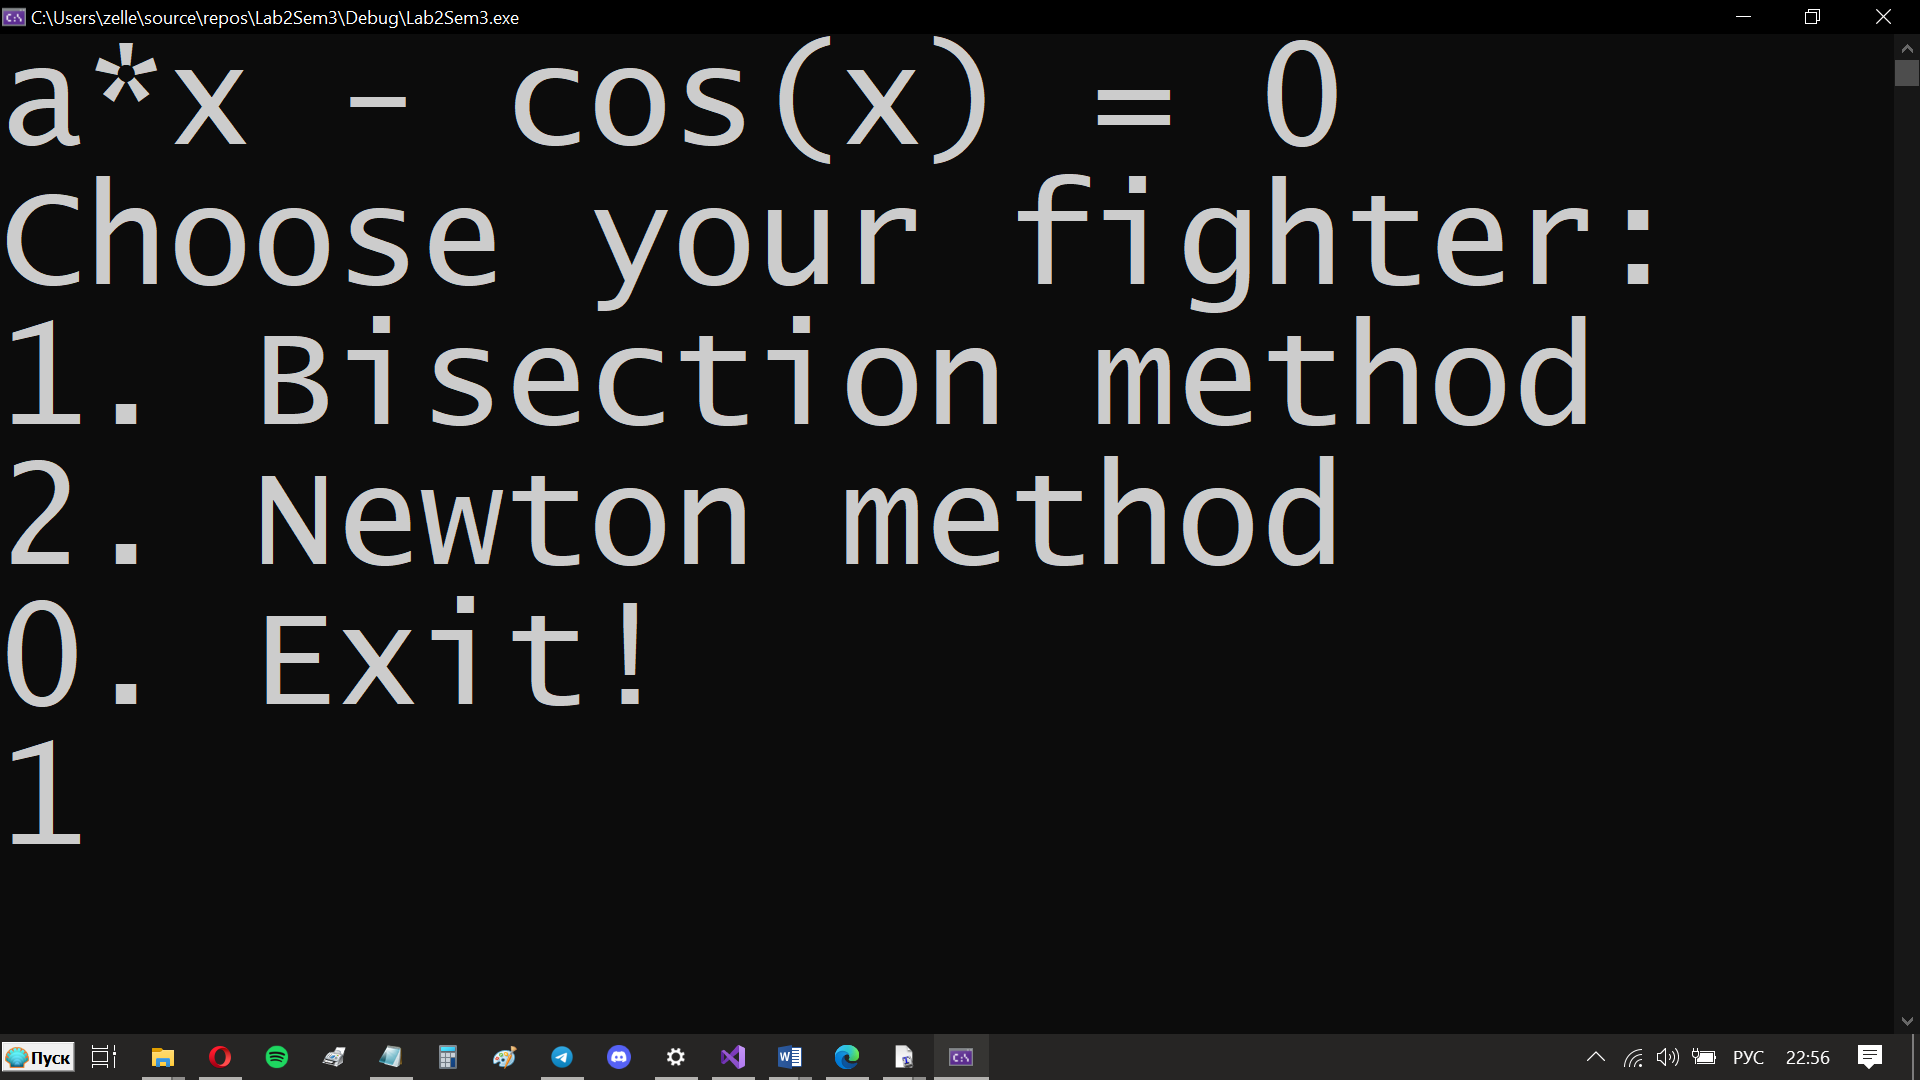 C:\Users\zelle\source\repos\Lab2Sem3\Debug\Lab2Sem3.exe
a*x - cos(x) = 0
Choose your fighter:
1. Bisection method
2. Newton method
0. Exit!
1
Пуск
РУС
22:56